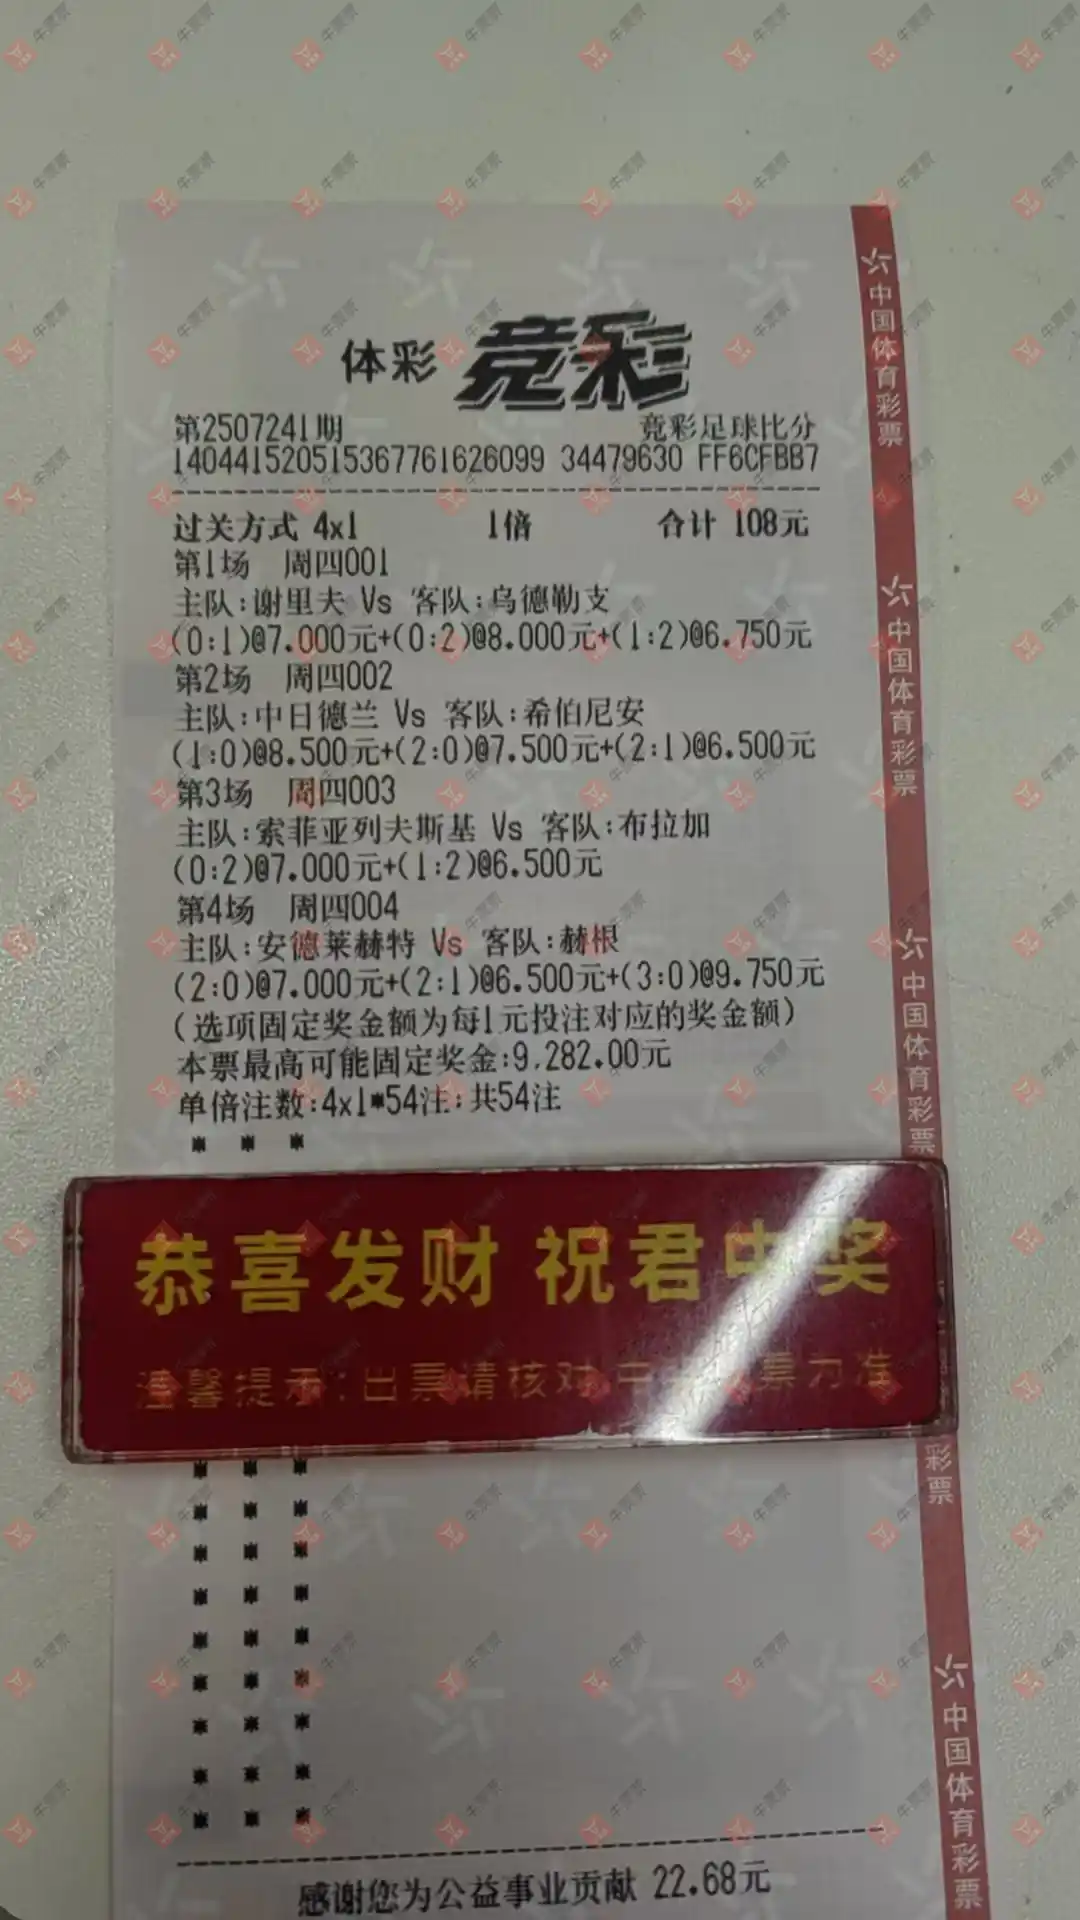 体彩 竞彩
第2507241期 竞彩足球比分
140441520515367761626099 34479630 FF6CFBB7
过关方式 4x1 1倍 合计 108元
第1场 周四001
主队:谢里夫 Vs 客队:乌德勒支
(0:1)@7.000元+(0:2)@8.000元+(1:2)@6.750元
第2场 周四002
主队:中日德兰 Vs 客队:希伯尼安
(1:0)@8.500元+(2:0)@7.500元+(2:1)@6.500元
第3场 周四003
主队:索菲亚列夫斯基 Vs 客队:布拉加
(0:2)@7.000元+(1:2)@6.500元
第4场 周四004
主队:安德莱赫特 Vs 客队:赫根
(2:0)@7.000元+(2:1)@6.500元+(3:0)@9.750元
(选项固定奖金额为每1元投注对应的奖金额)
本票最高可能固定奖金:9,282.00元
单倍注数:4x1*54注;共54注
恭喜发财 祝君中奖
温馨提示:出票请核对 票为准
感谢您为公益事业贡献 22.68元
中国体育彩票
中国体育彩票
中国体育彩票
彩票
中国体育彩票
牛票票